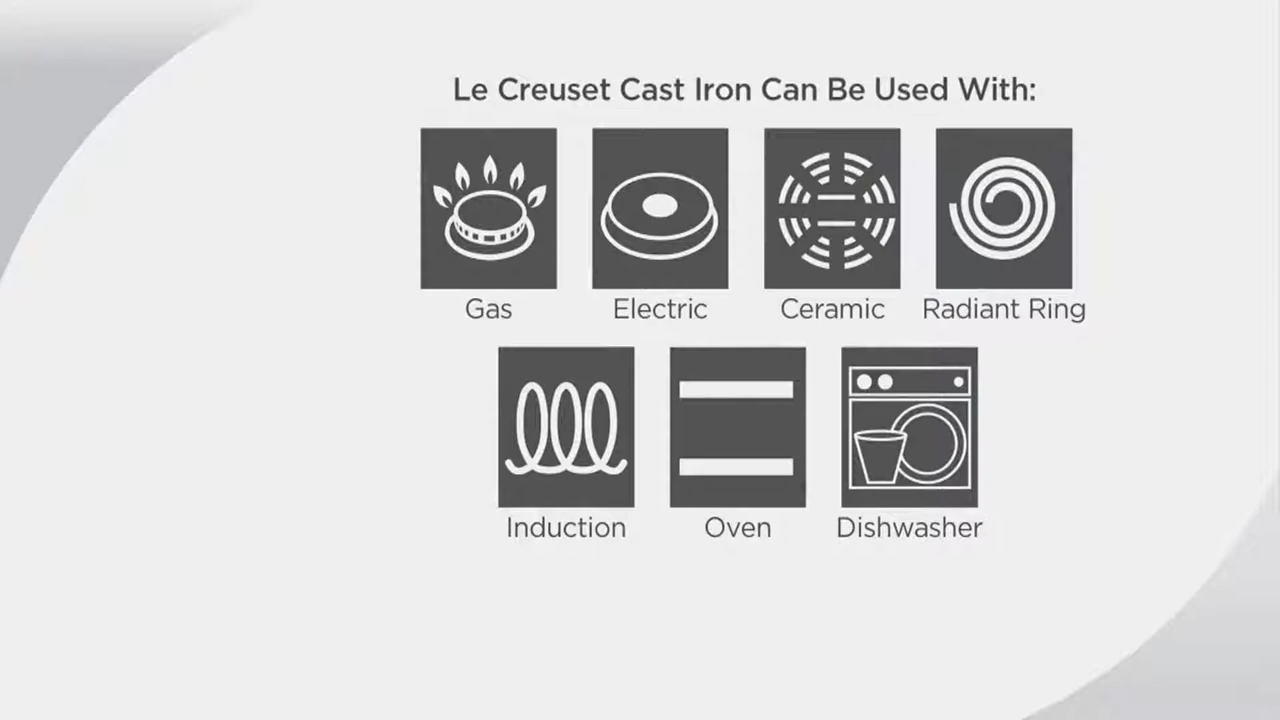 Le Creuset Cast Iron Can Be Used With:
Gas Electric Ceramic Radiant Ring
Induction Oven Dishwasher